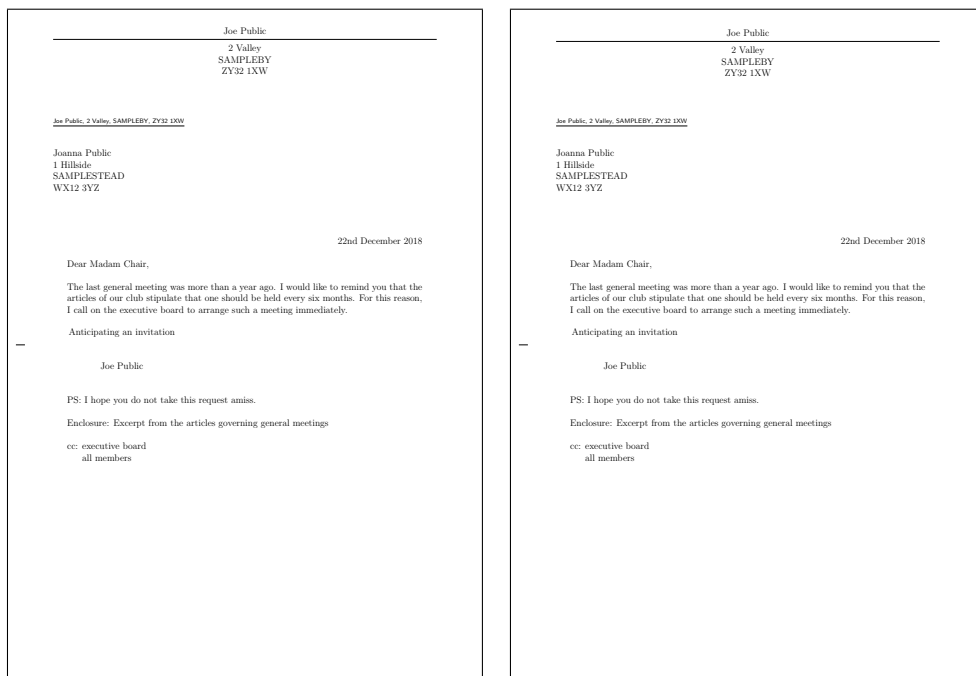 Joe Public
2 Valley
SAMPLEBY
ZY32 1XW
Joe Public, 2 Valley, SAMPLEBY, ZY32 1XW
Joanna Public
1 Hillside
SAMPLESTEAD
WX12 3YZ
22nd December 2018
Dear Madam Chair,
The last general meeting was more than a year ago. I would like to remind you that the
articles of our club stipulate that one should be held every six months. For this reason,
I call on the executive board to arrange such a meeting immediately.
Anticipating an invitation
Joe Public
PS: I hope you do not take this request amiss.
Enclosure: Excerpt from the articles governing general meetings
cc: executive board
all members
Joe Public
2 Valley
SAMPLEBY
ZY32 1XW
Joe Public, 2 Valley, SAMPLEBY, ZY32 1XW
Joanna Public
1 Hillside
SAMPLESTEAD
WX12 3YZ
22nd December 2018
Dear Madam Chair,
The last general meeting was more than a year ago. I would like to remind you that the
articles of our club stipulate that one should be held every six months. For this reason,
I call on the executive board to arrange such a meeting immediately.
Anticipating an invitation
Joe Public
PS: I hope you do not take this request amiss.
Enclosure: Excerpt from the articles governing general meetings
cc: executive board
all members